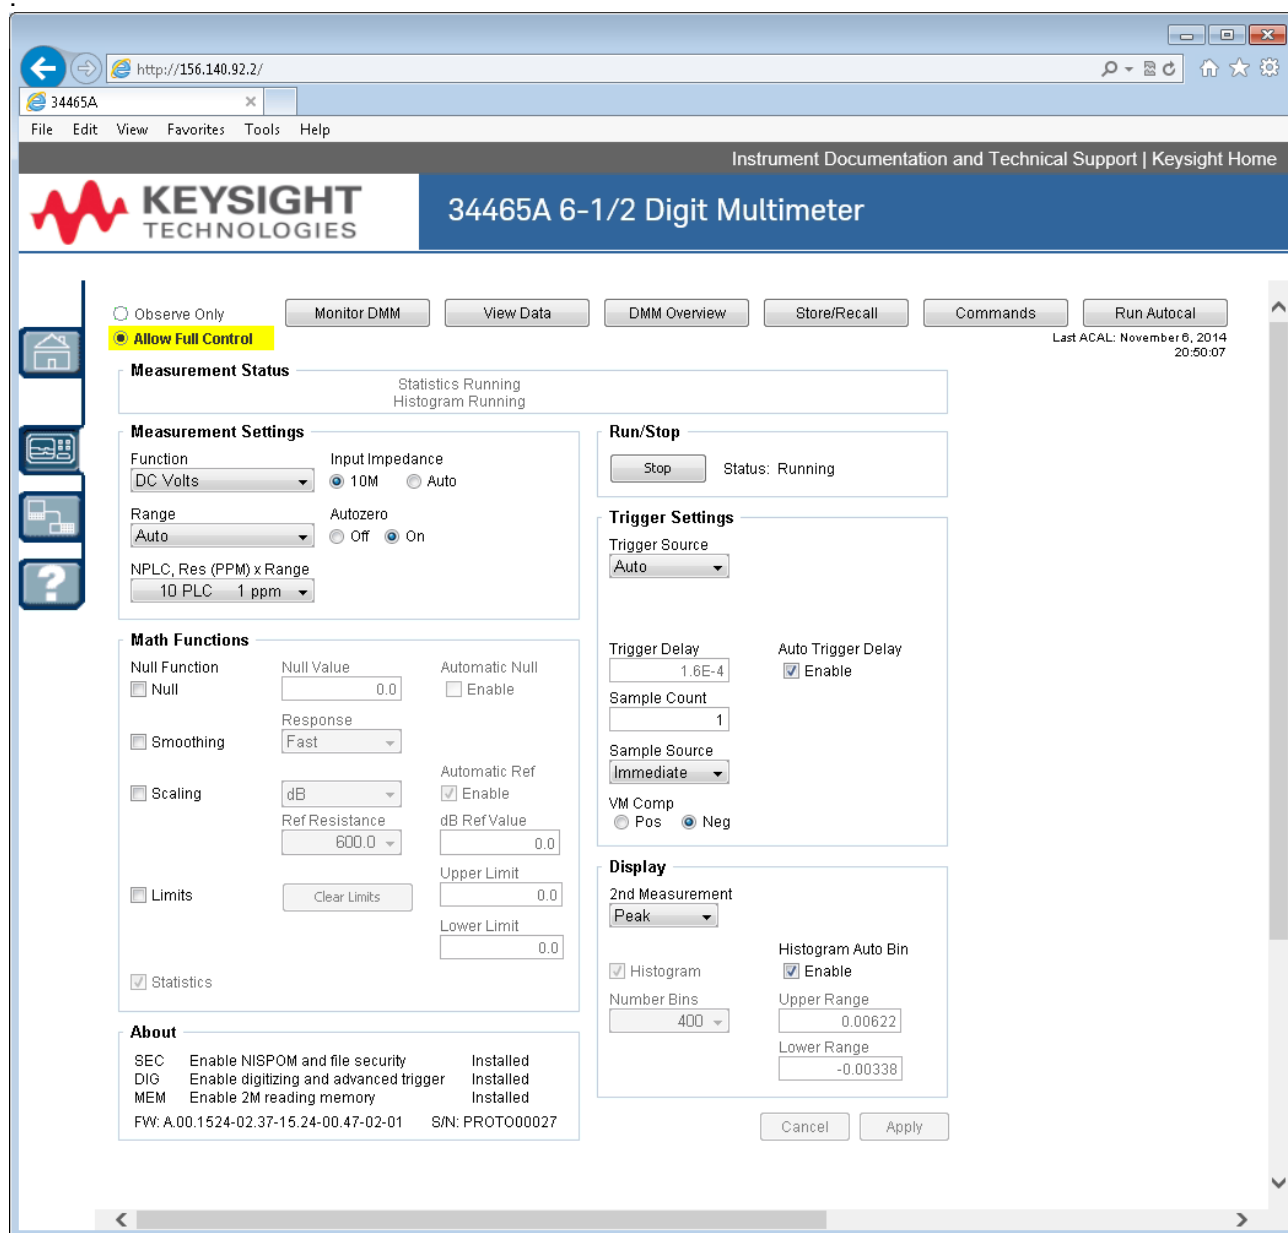 http://156.140.92.2/
34465A
File Edit View Favorites Tools Help
Instrument Documentation and Technical Support | Keysight Home
KEYSIGHT
TECHNOLOGIES
34465A 6-1/2 Digit Multimeter
Observe Only
Allow Full Control
Monitor DMM View Data DMM Overview Store/Recall Commands Run Autocal
Last ACAL: November 6, 2014
20:50:07
Measurement Status
Statistics Running
Histogram Running
Measurement Settings
Function Input Impedance
DC Volts 10M Auto
Range Autozero
Auto Off On
NPLC, Res (PPM) x Range
10 PLC 1 ppm
Math Functions
Null Function Null Value Automatic Null
Null 0.0 Enable
Response
Smoothing Fast
Automatic Ref
Scaling dB Enable
Ref Resistance dB Ref Value
600.0 0.0
Upper Limit
Limits Clear Limits 0.0
Lower Limit
0.0
Statistics
About
SEC Enable NISPOM and file security Installed
DIG Enable digitizing and advanced trigger Installed
MEM Enable 2M reading memory Installed
FW: A.00.1524-02.37-15.24-00.47-02-01 S/N: PROTO00027
Run/Stop
Stop Status: Running
Trigger Settings
Trigger Source
Auto
Trigger Delay Auto Trigger Delay
1.6E-4 Enable
Sample Count
1
Sample Source
Immediate
VM Comp
Pos Neg
Display
2nd Measurement
Peak
Histogram Auto Bin
Histogram Enable
Number Bins Upper Range
400 0.00622
Lower Range
-0.00338
Cancel Apply